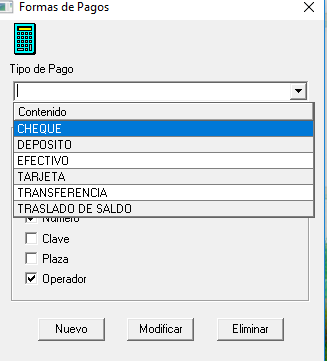 Formas de Pagos
Tipo de Pago
Contenido
CHEQUE
DEPOSITO
EFECTIVO
TARJETA
TRANSFERENCIA
TRASLADO DE SALDO
Numero
Clave
Plaza
Operador
Nuevo Modificar Eliminar